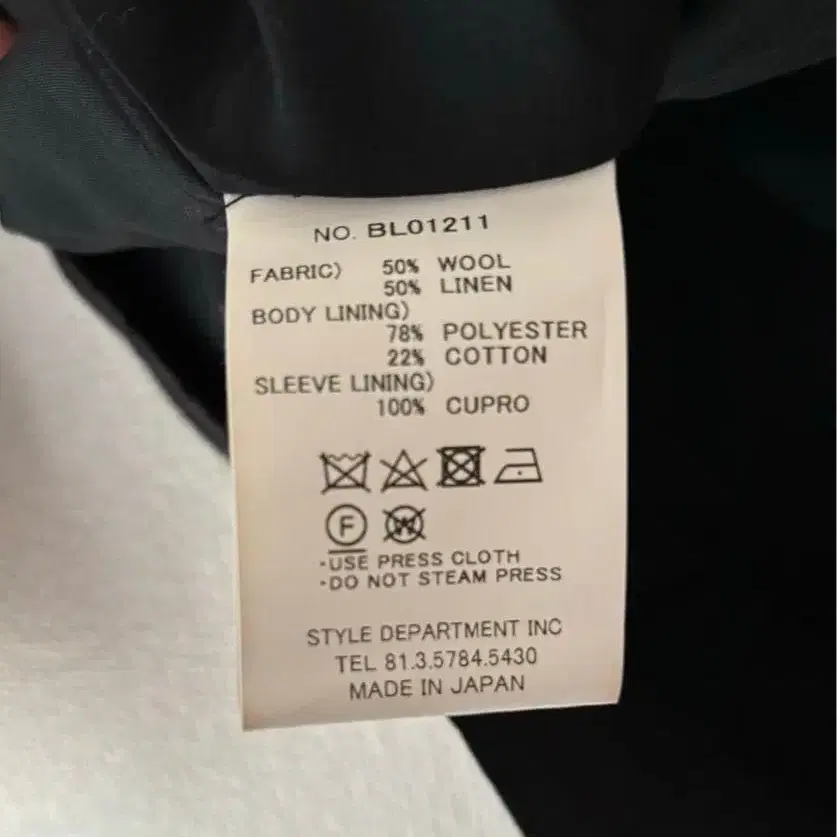 NO. BL01211
FABRIC) 50% WOOL
50% LINEN
BODY LINING)
78% POLYESTER
22% COTTON
SLEEVE LINING)
100% CUPRO
F W
・USE PRESS CLOTH
・DO NOT STEAM PRESS
STYLE DEPARTMENT INC
TEL 81.3.5784.5430
MADE IN JAPAN